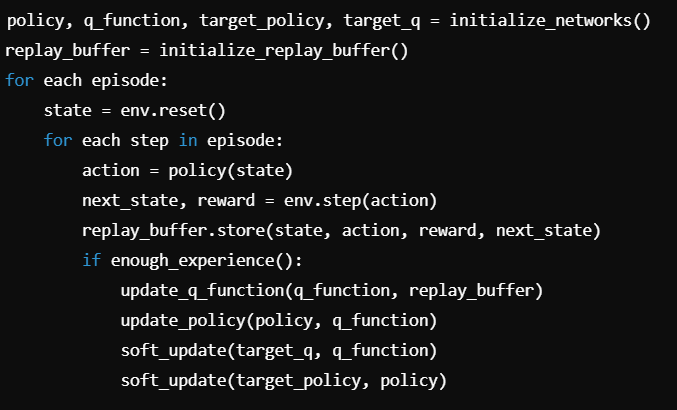 policy, q_function, target_policy, target_q = initialize_networks()
replay_buffer = initialize_replay_buffer()
for each episode:
    state = env.reset()
    for each step in episode:
        action = policy(state)
        next_state, reward = env.step(action)
        replay_buffer.store(state, action, reward, next_state)
        if enough_experience():
            update_q_function(q_function, replay_buffer)
            update_policy(policy, q_function)
            soft_update(target_q, q_function)
            soft_update(target_policy, policy)